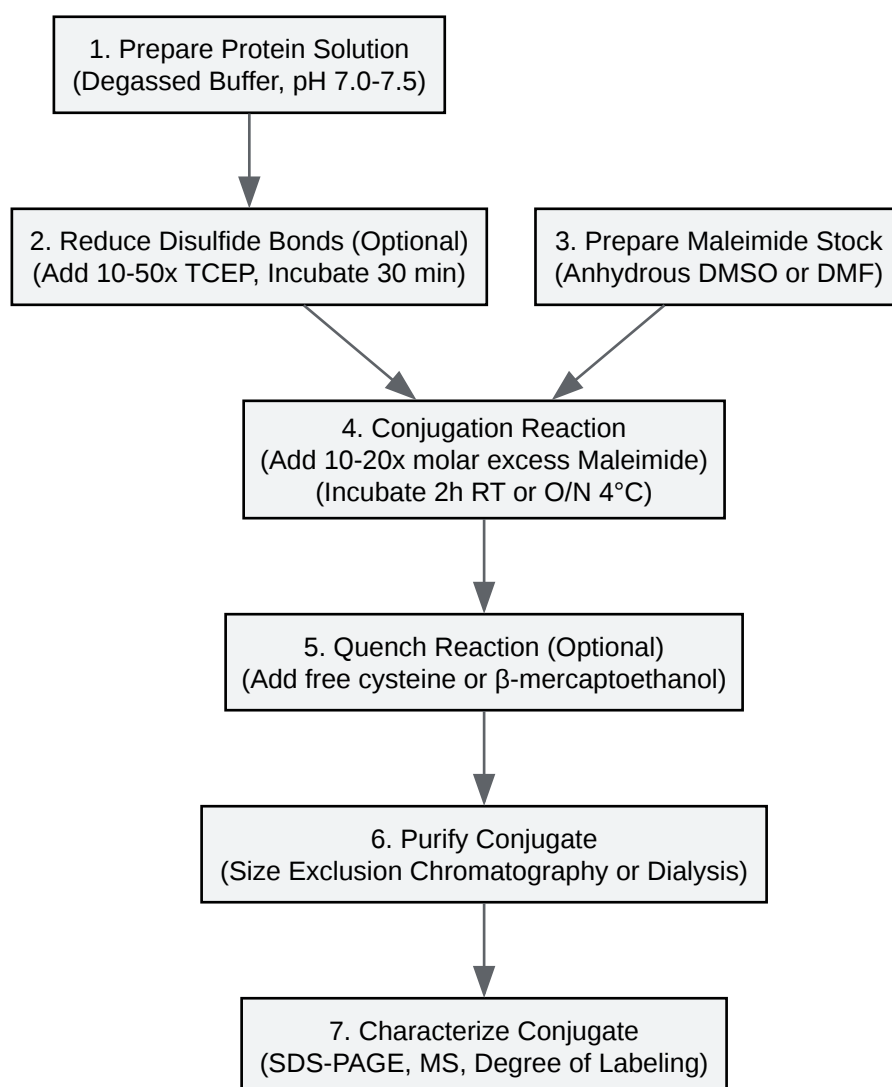 1. Prepare Protein Solution
(Degassed Buffer, pH 7.0-7.5)
2. Reduce Disulfide Bonds (Optional)
(Add 10-50x TCEP, Incubate 30 min)
3. Prepare Maleimide Stock
(Anhydrous DMSO or DMF)
4. Conjugation Reaction
(Add 10-20x molar excess Maleimide)
(Incubate 2h RT or O/N 4°C)
5. Quench Reaction (Optional)
(Add free cysteine or β-mercaptoethanol)
6. Purify Conjugate
(Size Exclusion Chromatography or Dialysis)
7. Characterize Conjugate
(SDS-PAGE, MS, Degree of Labeling)